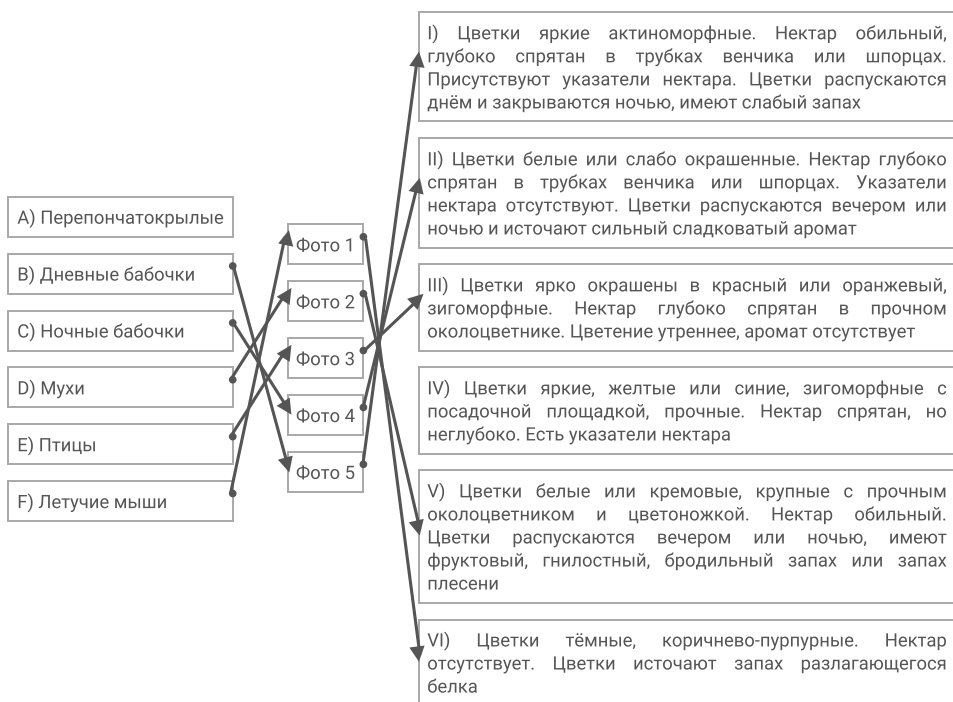 A) Перепончатокрылые
B) Дневные бабочки
C) Ночные бабочки
D) Мухи
E) Птицы
F) Летучие мыши
Фото 1
Фото 2
Фото 3
Фото 4
Фото 5
I) Цветки яркие актиноморфные. Нектар обильный,
глубоко спрятан в трубках венчика или шпорцах.
Присутствуют указатели нектара. Цветки распускаются
днём и закрываются ночью, имеют слабый запах
II) Цветки белые или слабо окрашенные. Нектар глубоко
спрятан в трубках венчика или шпорцах. Указатели
нектара отсутствуют. Цветки распускаются вечером или
ночью и источают сильный сладковатый аромат
III) Цветки ярко окрашены в красный или оранжевый,
зигоморфные. Нектар глубоко спрятан в прочном
околоцветнике. Цветение утреннее, аромат отсутствует
IV) Цветки яркие, желтые или синие, зигоморфные с
посадочной площадкой, прочные. Нектар спрятан, но
неглубоко. Есть указатели нектара
V) Цветки белые или кремовые, крупные с прочным
околоцветником и цветоножкой. Нектар обильный.
Цветки распускаются вечером или ночью, имеют
фруктовый, гнилостный, бродильный запах или запах
плесени
VI) Цветки тёмные, коричнево-пурпурные. Нектар
отсутствует. Цветки источают запах разлагающегося
белка